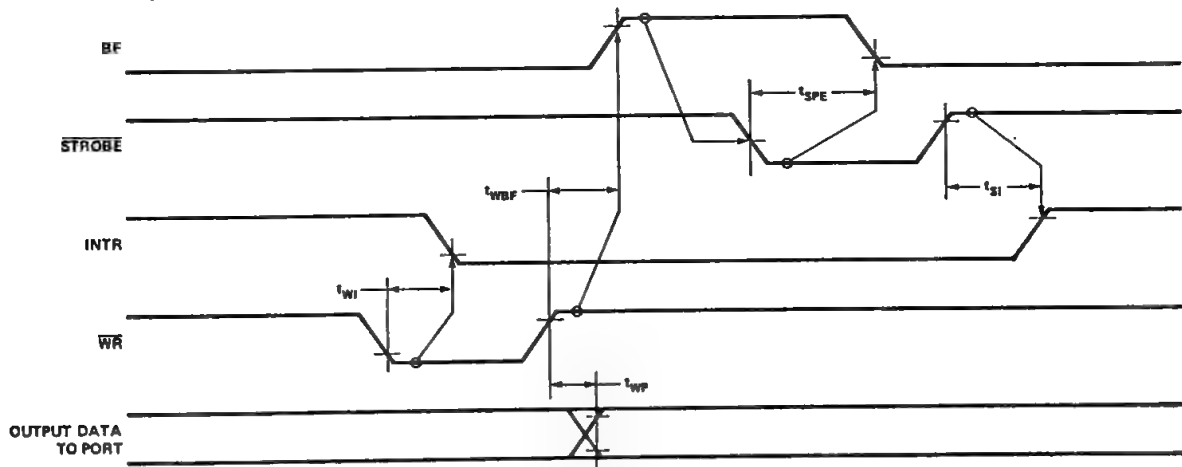 BF
t_SPE
STROBE
t_WBF
t_SI
INTR
t_WI
WR
t_WP
OUTPUT DATA
TO PORT